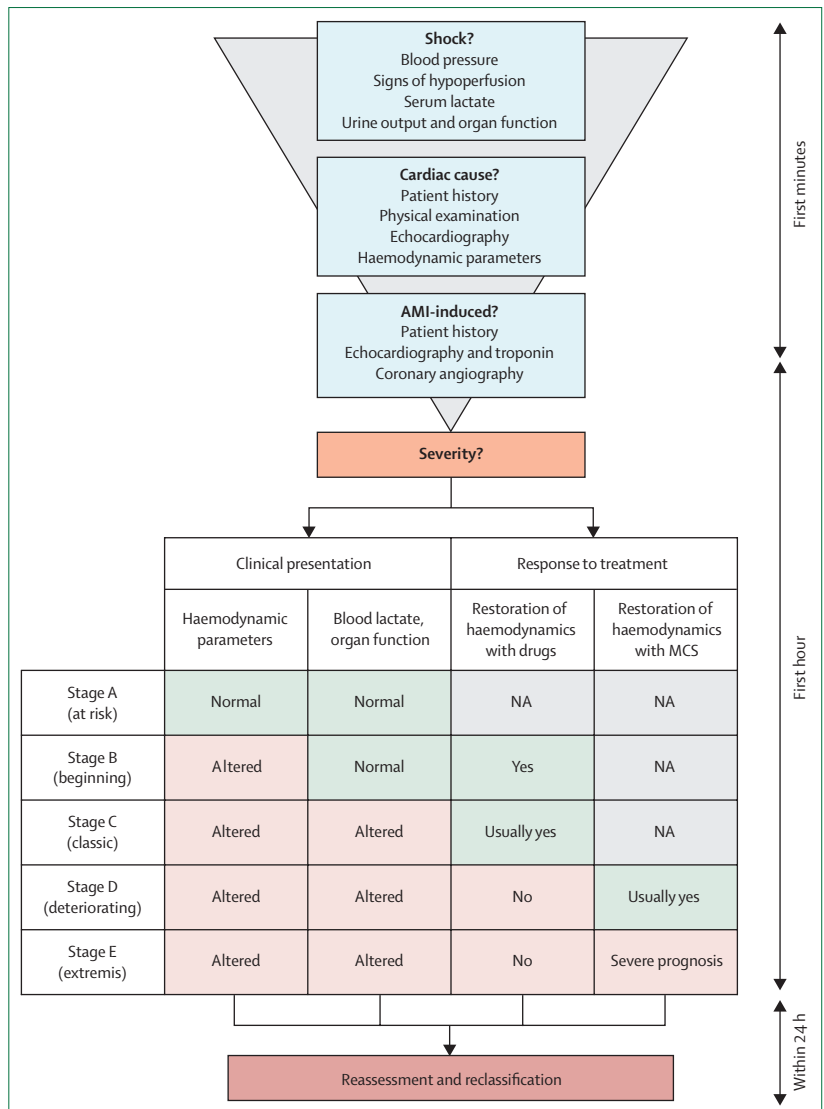 Shock?
Blood pressure
Signs of hypoperfusion
Serum lactate
Urine output and organ function
Cardiac cause?
Patient history
Physical examination
Echocardiography
Haemodynamic parameters
AMI-induced?
Patient history
Echocardiography and troponin
Coronary angiography
First minutes
Severity?
Clinical presentation
Response to treatment
Haemodynamic
parameters
Blood lactate,
organ function
Restoration of
haemodynamics
with drugs
Restoration of
haemodynamics
with MCS
Stage A
(at risk)
Normal
Normal
NA
NA
Stage B
(beginning)
Altered
Normal
Yes
NA
Stage C
(classic)
Altered
Altered
Usually yes
NA
Stage D
(deteriorating)
Altered
Altered
No
Usually yes
Stage E
(extremis)
Altered
Altered
No
Severe prognosis
First hour
Reassessment and reclassification
Within 24 h